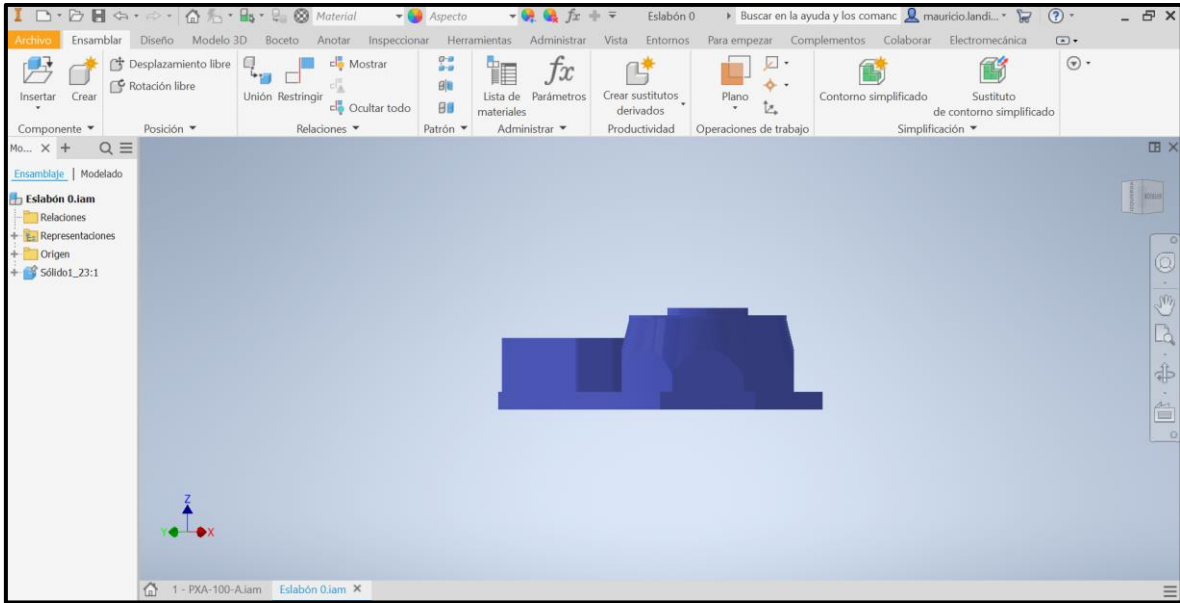 I Material Aspecto fx Eslabón 0 Buscar en la ayuda y los comanc mauricio.landi...
Archivo Ensamblar Diseño Modelo 3D Boceto Anotar Inspeccionar Herramientas Administrar Vista Entornos Para empezar Complementos Colaborar Electromecánica
Desplazamiento libre
Rotación libre
Mostrar
Ocultar todo
Insertar Crear
Unión Restringir
Lista de materiales
fx
Parámetros
Crear sustitutos derivados
Plano
Contorno simplificado
Sustituto de contorno simplificado
Componente Posición Relaciones Patrón Administrar Productividad Operaciones de trabajo Simplificación
Mo... X +
Ensamblaje | Modelado
Eslabón 0.iam
Relaciones
Representaciones
Origen
Sólido1_23:1
Z
Y X
1 - PXA-100-A.iam Eslabón 0.iam X